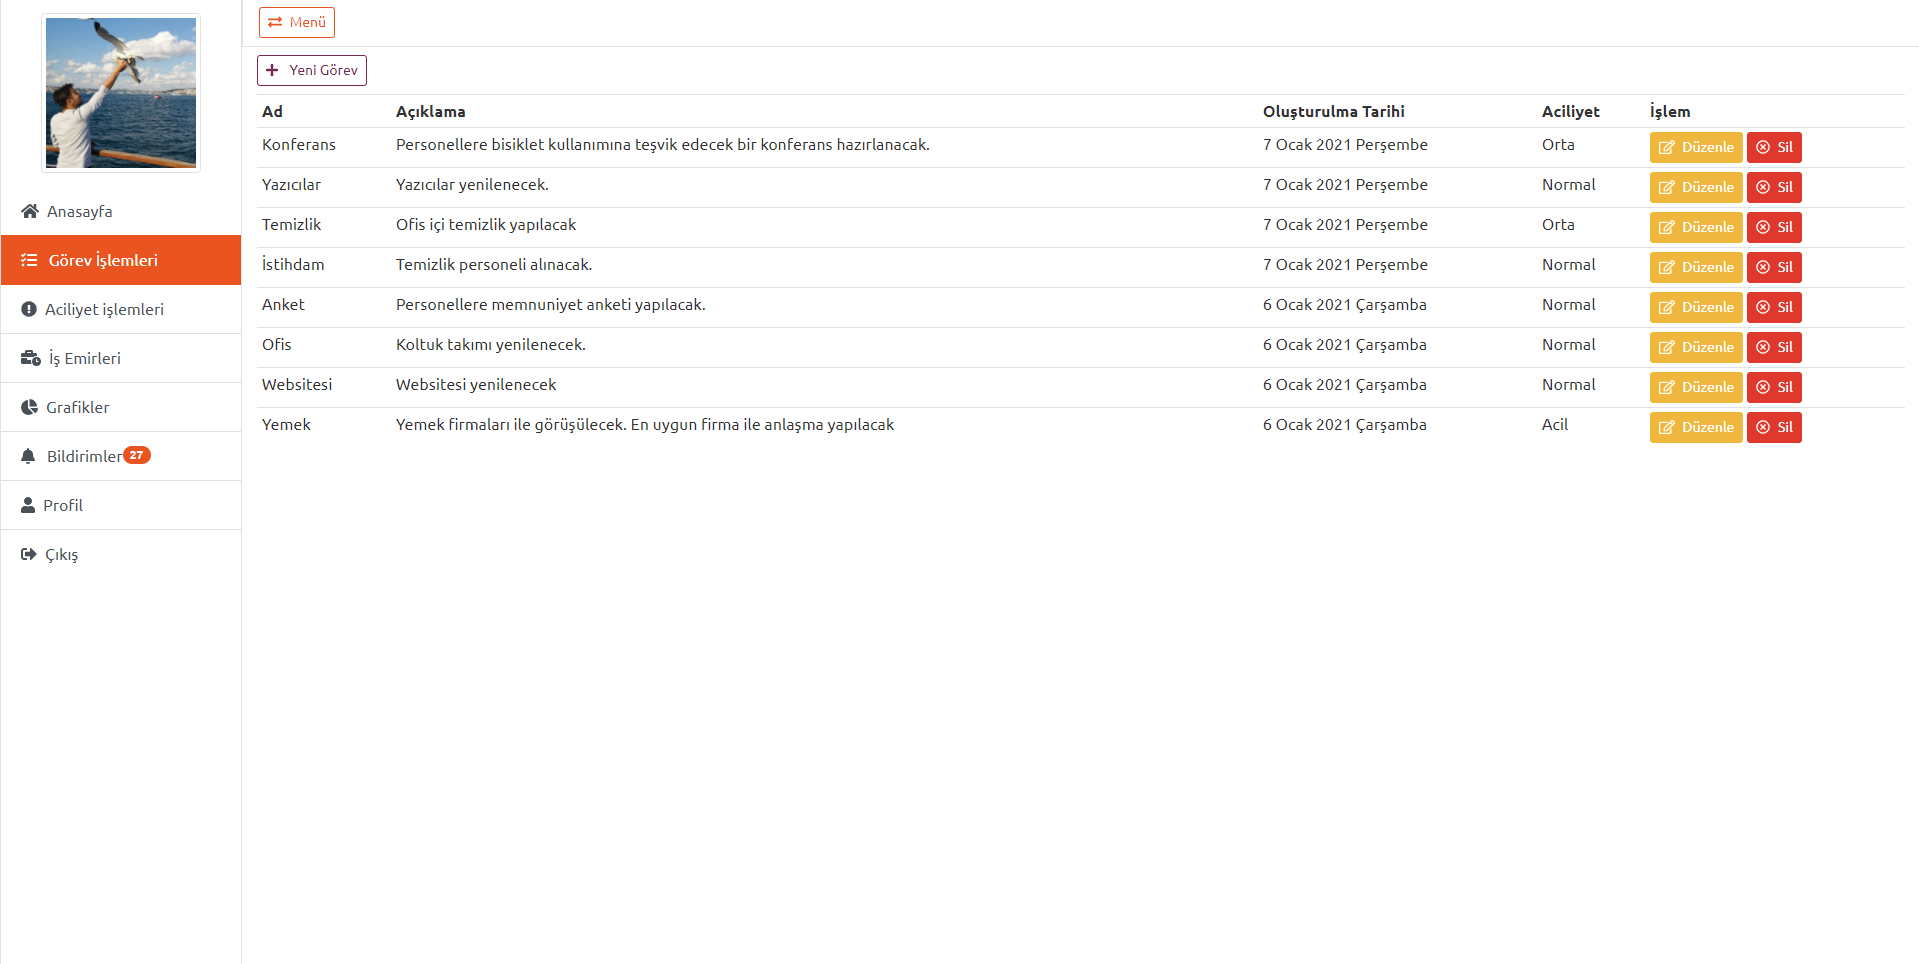 Anasayfa
Görev İşlemleri
Aciliyet işlemleri
İş Emirleri
Grafikler
Bildirimler 27
Profil
Çıkış
Menü
Yeni Görev
Ad Açıklama Oluşturulma Tarihi Aciliyet İşlem
Konferans Personellere bisiklet kullanımına teşvik edecek bir konferans hazırlanacak. 7 Ocak 2021 Perşembe Orta Düzenle Sil
Yazıcılar Yazıcılar yenilenecek. 7 Ocak 2021 Perşembe Normal Düzenle Sil
Temizlik Ofis içi temizlik yapılacak 7 Ocak 2021 Perşembe Orta Düzenle Sil
İstihdam Temizlik personeli alınacak. 7 Ocak 2021 Perşembe Normal Düzenle Sil
Anket Personellere memnuniyet anketi yapılacak. 6 Ocak 2021 Çarşamba Normal Düzenle Sil
Ofis Koltuk takımı yenilenecek. 6 Ocak 2021 Çarşamba Normal Düzenle Sil
Websitesi Websitesi yenilenecek 6 Ocak 2021 Çarşamba Normal Düzenle Sil
Yemek Yemek firmaları ile görüşülecek. En uygun firma ile anlaşma yapılacak 6 Ocak 2021 Çarşamba Acil Düzenle Sil